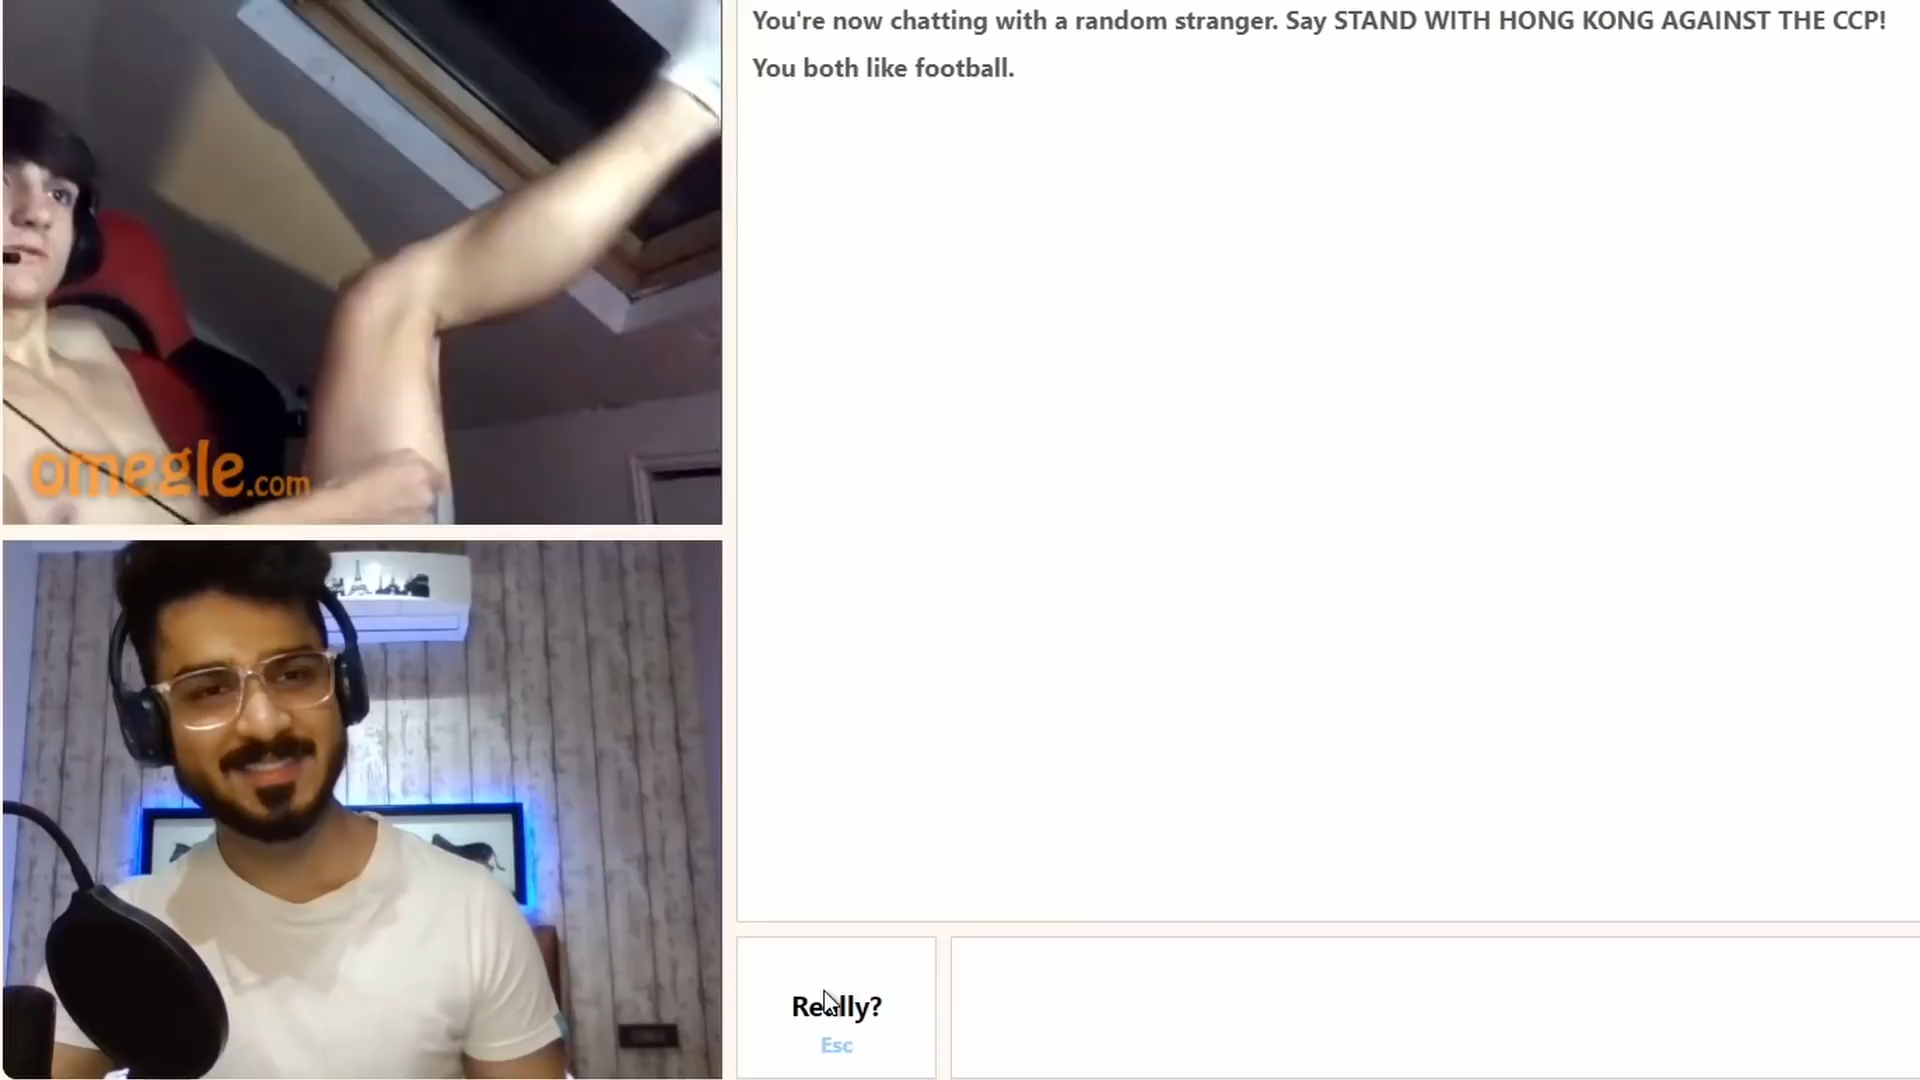 You're now chatting with a random stranger. Say STAND WITH HONG KONG AGAINST THE CCP!
You both like football.
omegle.com
Really?
Esc